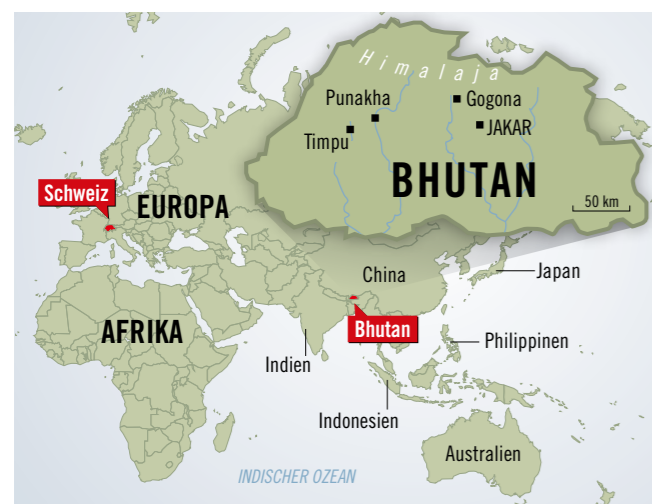 Himalaja
Punakha
Gogona
Timpu
JAKAR
BHUTAN
50 km
Schweiz
EUROPA
China
Japan
AFRIKA
Bhutan
Indien
Philippinen
Indonesien
Australien
INDISCHER OZEAN